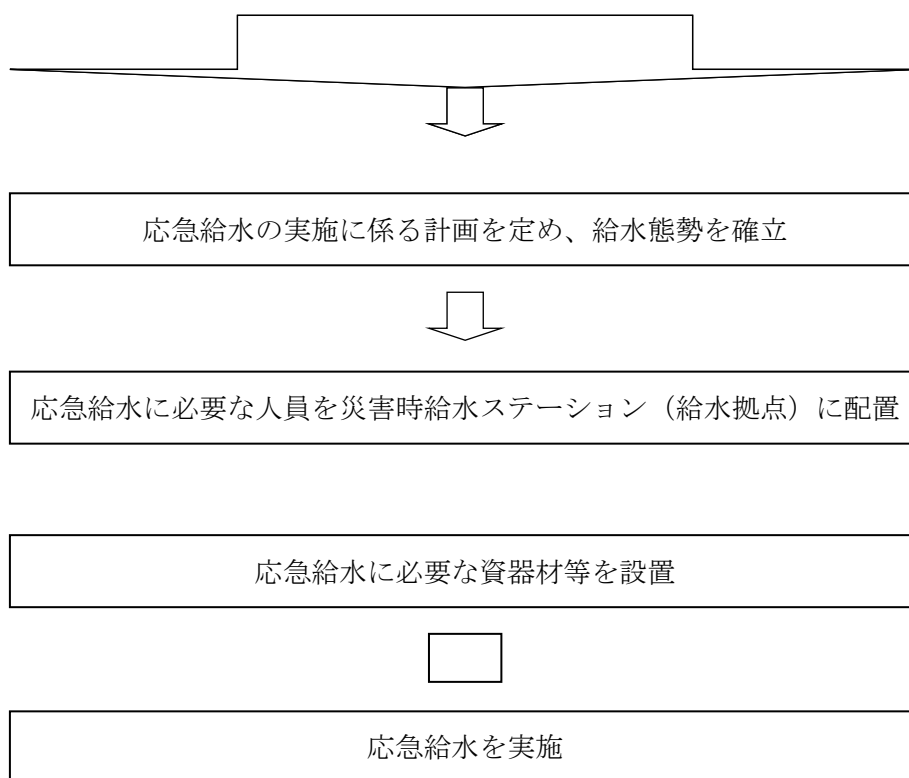 応急給水の実施に係る計画を定め、給水態勢を確立
応急給水に必要な人員を災害時給水ステーション（給水拠点）に配置
応急給水に必要な資器材等を設置
応急給水を実施